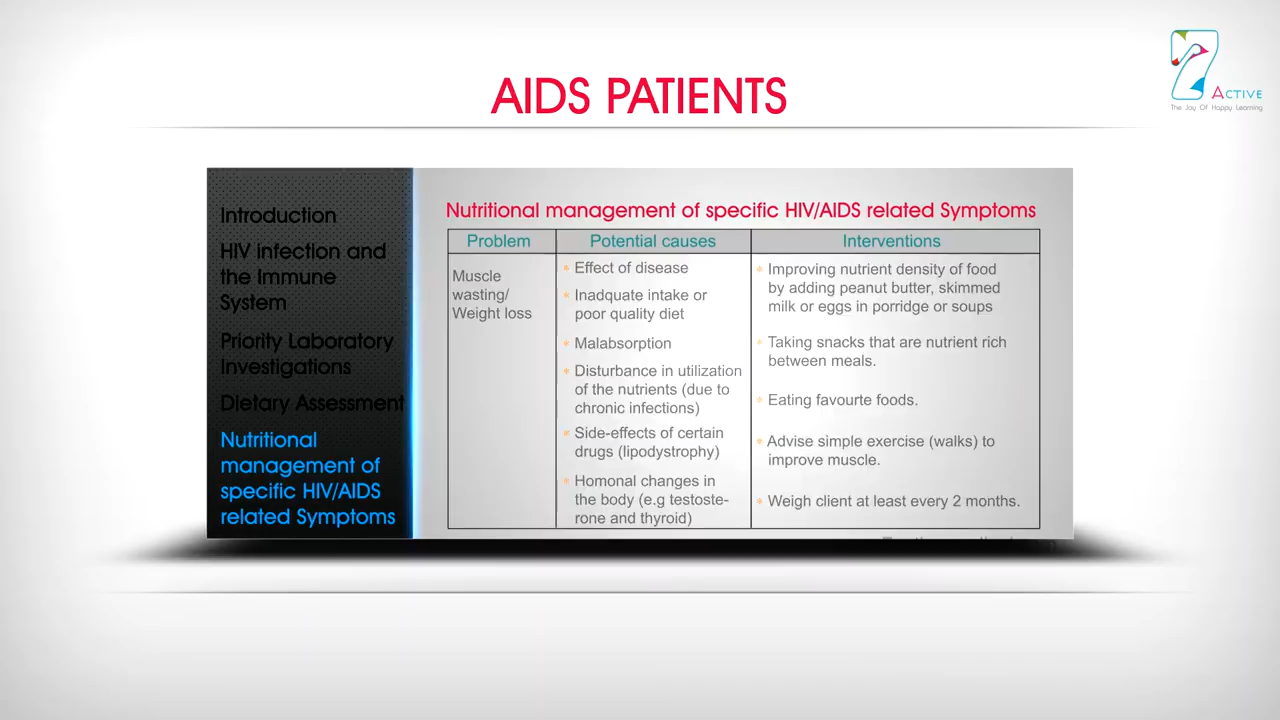 AIDS PATIENTS
7
ACTIVE
The Joy Of Happy Learning
Introduction
HIV infection and
the Immune
System
Priority Laboratory
Investigations
Dietary Assessment
Nutritional
management of
specific HIV/AIDS
related Symptoms
Nutritional management of specific HIV/AIDS related Symptoms
Problem
Potential causes
Interventions
Muscle
wasting/
Weight loss
* Effect of disease
* Inadquate intake or
poor quality diet
* Malabsorption
* Disturbance in utilization
of the nutrients (due to
chronic infections)
* Side-effects of certain
drugs (lipodystrophy)
* Homonal changes in
the body (e.g testoste-
rone and thyroid)
* Improving nutrient density of food
by adding peanut butter, skimmed
milk or eggs in porridge or soups
* Taking snacks that are nutrient rich
between meals.
* Eating favourte foods.
* Advise simple exercise (walks) to
improve muscle.
* Weigh client at least every 2 months.